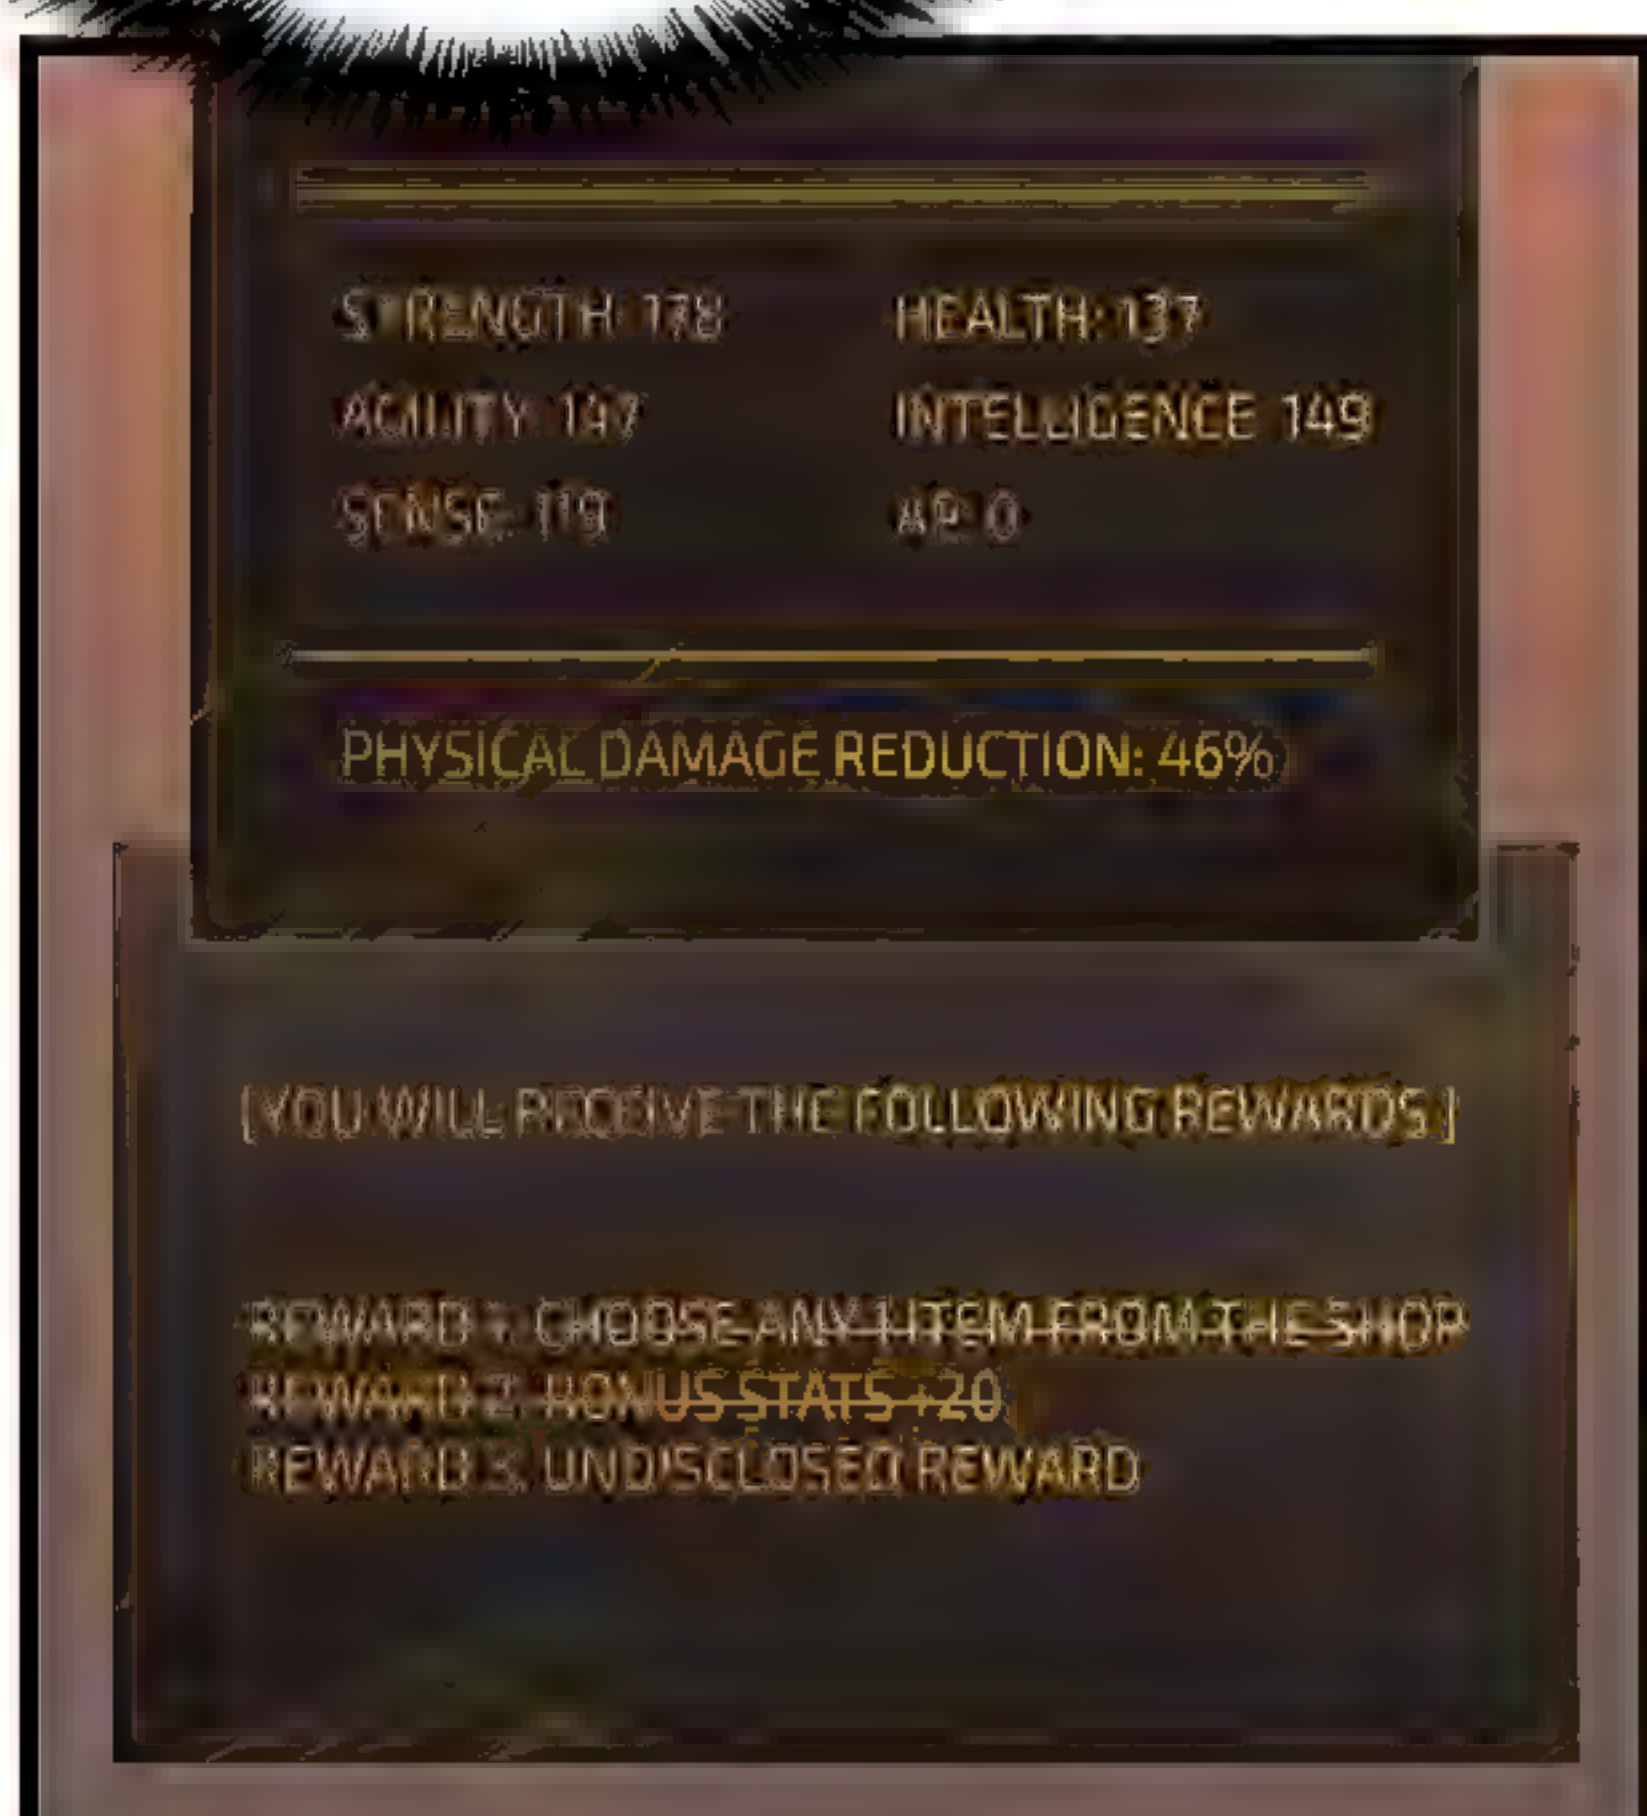 STRENGTH: 178
HEALTH: 137
AGILITY: 147
INTELLIGENCE: 149
SENSE: 119
AP: 0
PHYSICAL DAMAGE REDUCTION: 46%
[YOU WILL RECEIVE THE FOLLOWING REWARDS.]
REWARD 1. CHOOSE ANY 1 ITEM FROM THE SHOP
REWARD 2. BONUS STATS +20
REWARD 3. UNDISCLOSED REWARD